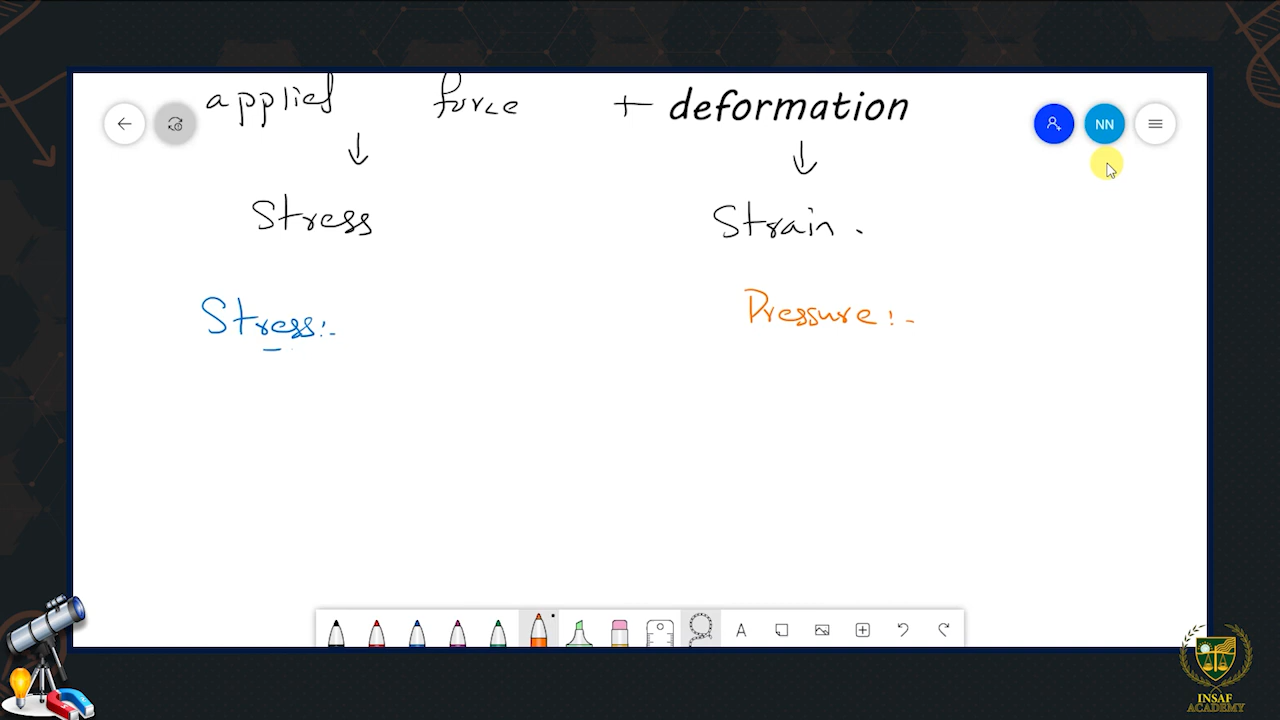 applied force + deformation
↓ ↓
Stress Strain .
Stress:- Pressure:-
NN
A
INSAF
ACADEMY